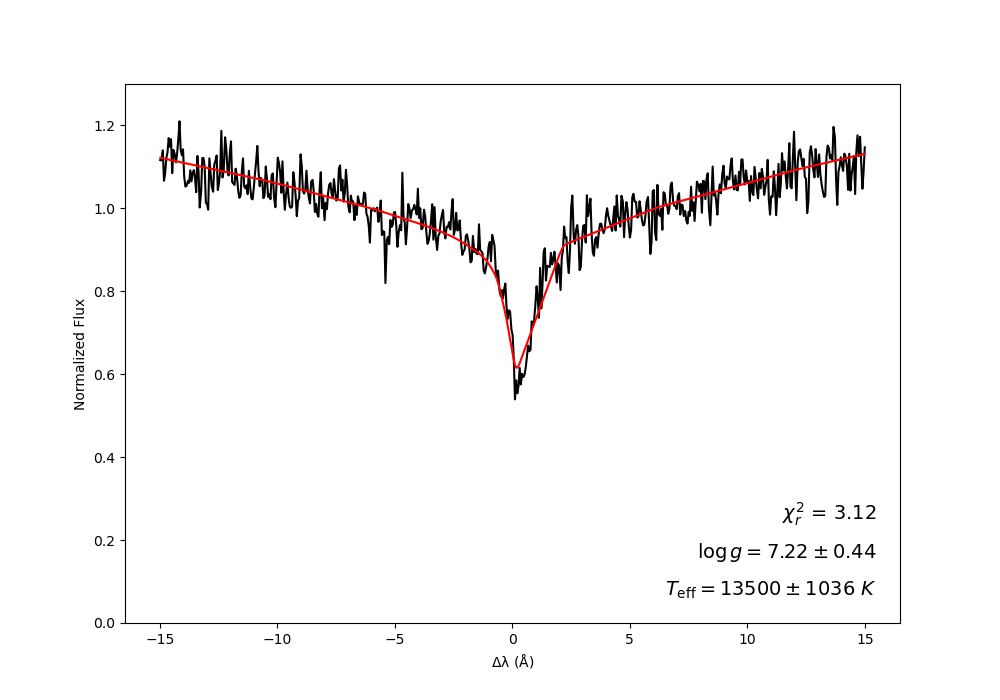 Normalized Flux
1.2
1.0
0.8
0.6
0.4
0.2
0.0
χ²ᵣ = 3.12
log g = 7.22 ± 0.44
T_eff = 13500 ± 1036 K
−15 −10 −5 0 5 10 15
Δλ (Å)